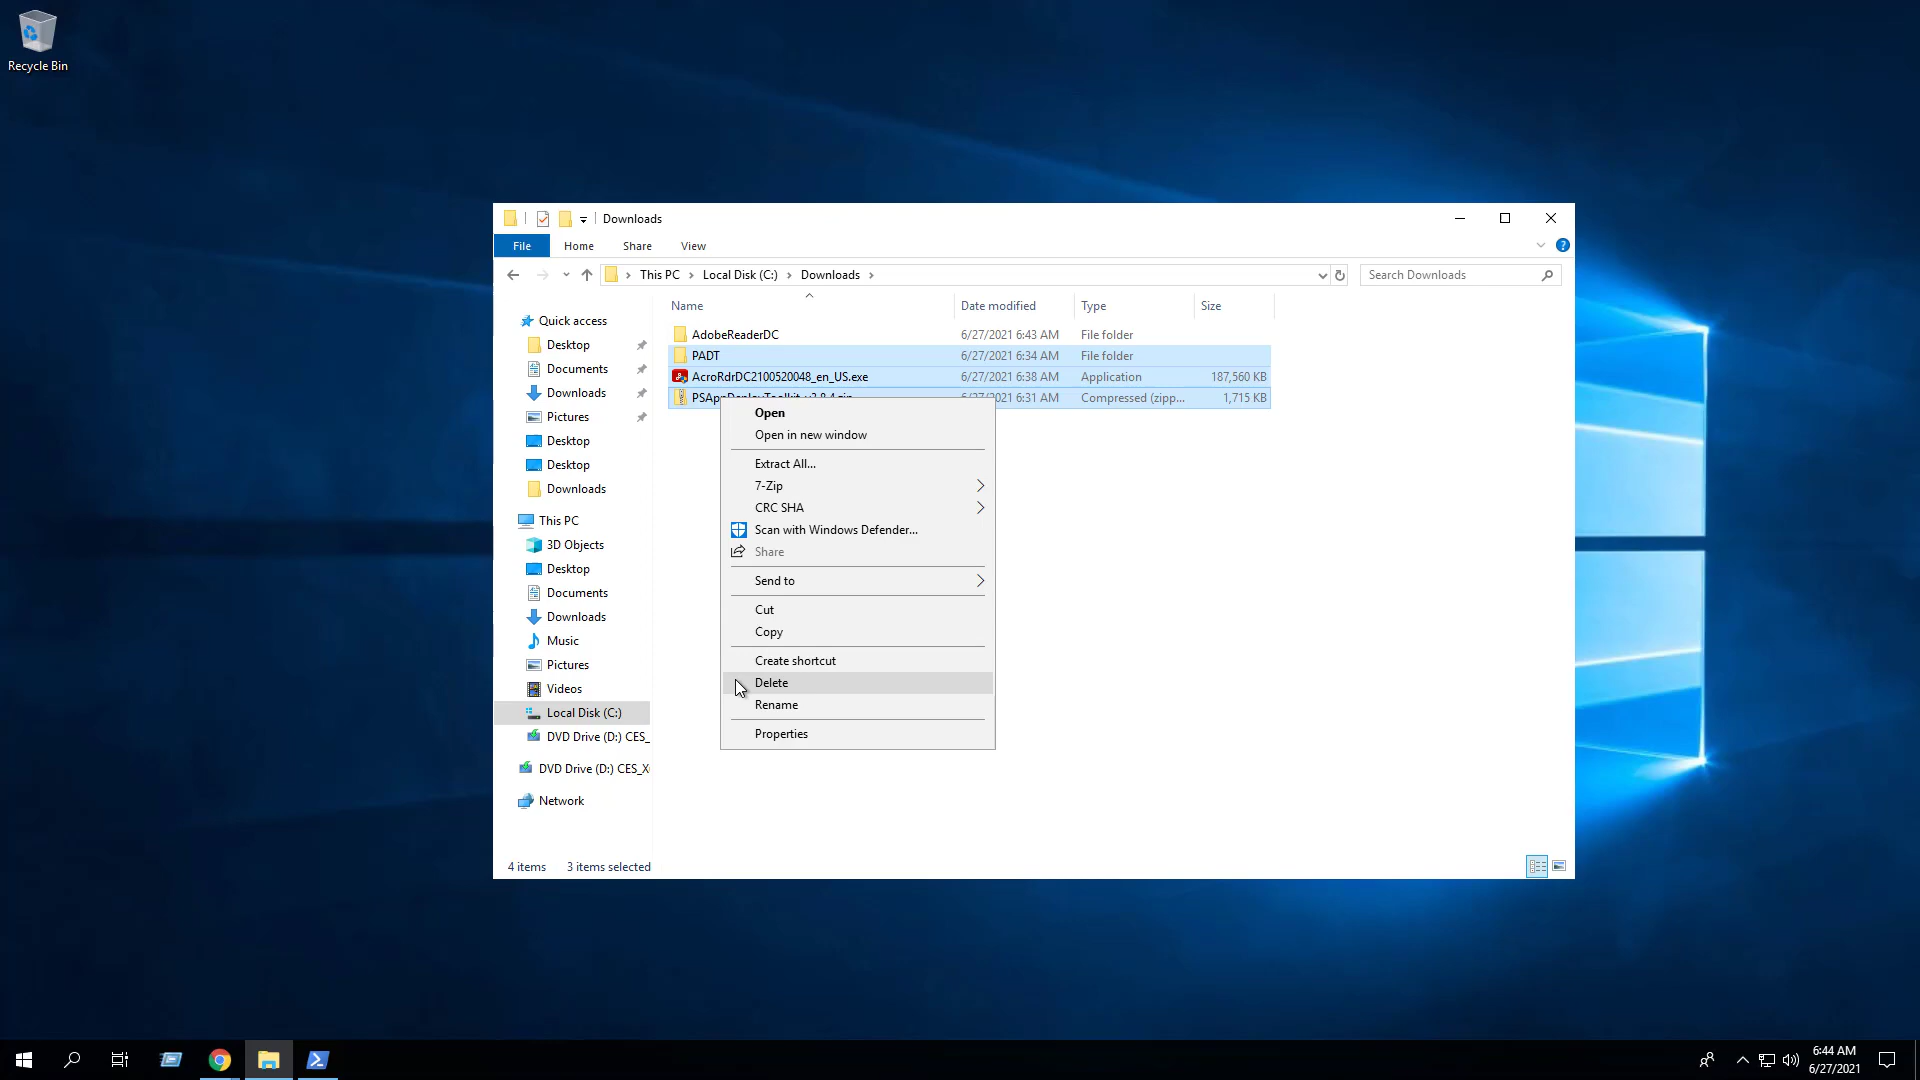 Recycle Bin
Downloads
File Home Share View
This PC Local Disk (C:) Downloads
Search Downloads
Name Date modified Type Size
AdobeReaderDC 6/27/2021 6:43 AM File folder
PADT 6/27/2021 6:34 AM File folder
AcroRdrDC2100520048_en_US.exe 6/27/2021 6:38 AM Application 187,560 KB
6/27/2021 6:31 AM Compressed (zipp... 1,715 KB
Quick access
Desktop
Documents
Downloads
Pictures
Desktop
Desktop
Downloads
This PC
3D Objects
Desktop
Documents
Downloads
Music
Pictures
Videos
Local Disk (C:)
DVD Drive (D:) CES_
DVD Drive (D:) CES_X
Network
Open
Open in new window
Extract All...
7-Zip
CRC SHA
Scan with Windows Defender...
Share
Send to
Cut
Copy
Create shortcut
Delete
Rename
Properties
4 items 3 items selected
6:44 AM
6/27/2021